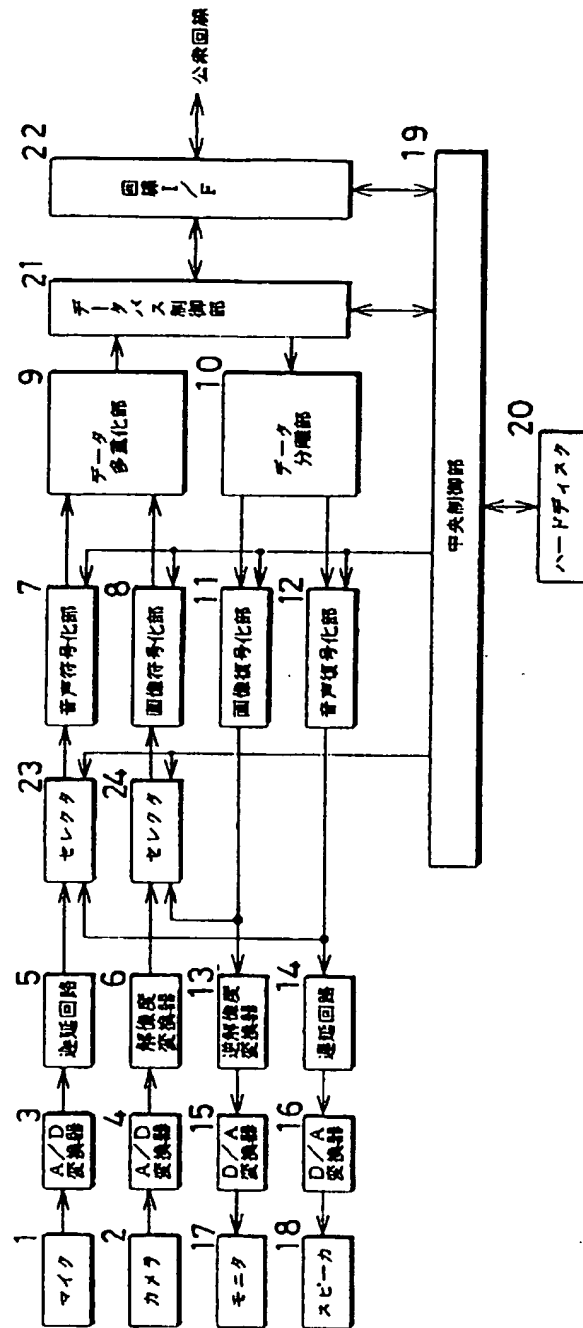 1
マイク
3
A/D
変換器
5
遅延回路
23
セレクタ
7
音声符号化部
9
データ
多重化部
21
データパス制御部
22
回線I/F
公衆回線
2
カメラ
4
A/D
変換器
6
解像度
変換器
24
セレクタ
8
画像符号化部
17
モニタ
15
D/A
変換器
13
逆解像度
変換器
11
画像復号化部
10
データ
分離部
18
スピーカ
16
D/A
変換器
14
遅延回路
12
音声復号化部
19
中央制御部
20
ハードディスク